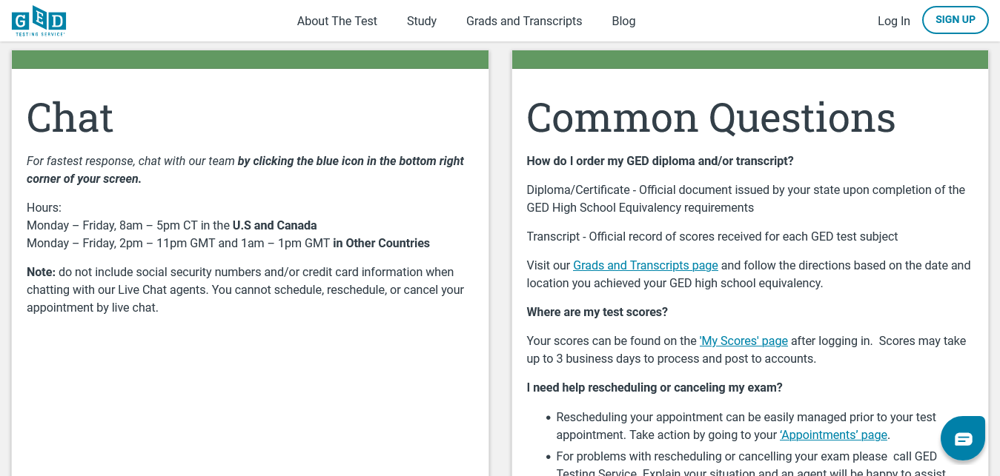 GED
TESTING SERVICE
About The Test
Study
Grads and Transcripts
Blog
Log In
SIGN UP
Chat
For fastest response, chat with our team by clicking the blue icon in the bottom right
corner of your screen.
Hours:
Monday – Friday, 8am – 5pm CT in the U.S and Canada
Monday – Friday, 2pm – 11pm GMT and 1am – 1pm GMT in Other Countries
Note: do not include social security numbers and/or credit card information when
chatting with our Live Chat agents. You cannot schedule, reschedule, or cancel your
appointment by live chat.
Common Questions
How do I order my GED diploma and/or transcript?
Diploma/Certificate - Official document issued by your state upon completion of the
GED High School Equivalency requirements
Transcript - Official record of scores received for each GED test subject
Visit our Grads and Transcripts page and follow the directions based on the date and
location you achieved your GED high school equivalency.
Where are my test scores?
Your scores can be found on the 'My Scores' page after logging in.  Scores may take
up to 3 business days to process and post to accounts.
I need help rescheduling or canceling my exam?
• Rescheduling your appointment can be easily managed prior to your test
appointment. Take action by going to your ‘Appointments’ page.
• For problems with rescheduling or cancelling your exam please  call GED
Testing Service. Explain your situation and an agent will be happy to assist